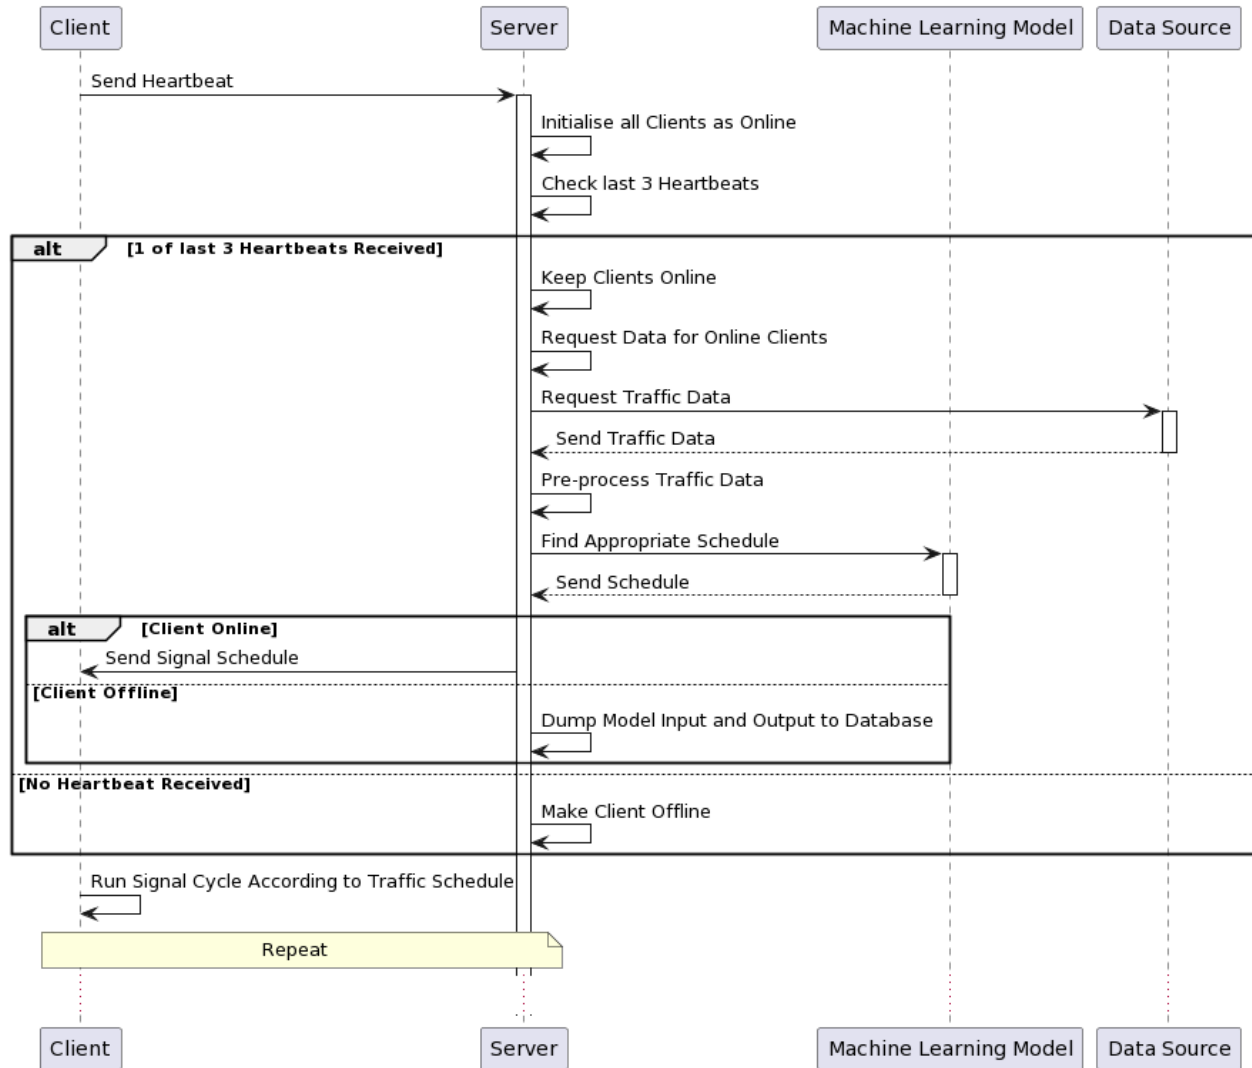 Client Server Machine Learning Model Data Source
Send Heartbeat
Initialise all Clients as Online
Check last 3 Heartbeats
alt [1 of last 3 Heartbeats Received]
Keep Clients Online
Request Data for Online Clients
Request Traffic Data
Send Traffic Data
Pre-process Traffic Data
Find Appropriate Schedule
Send Schedule
alt [Client Online]
Send Signal Schedule
[Client Offline]
Dump Model Input and Output to Database
[No Heartbeat Received]
Make Client Offline
Run Signal Cycle According to Traffic Schedule
Repeat
Client Server Machine Learning Model Data Source